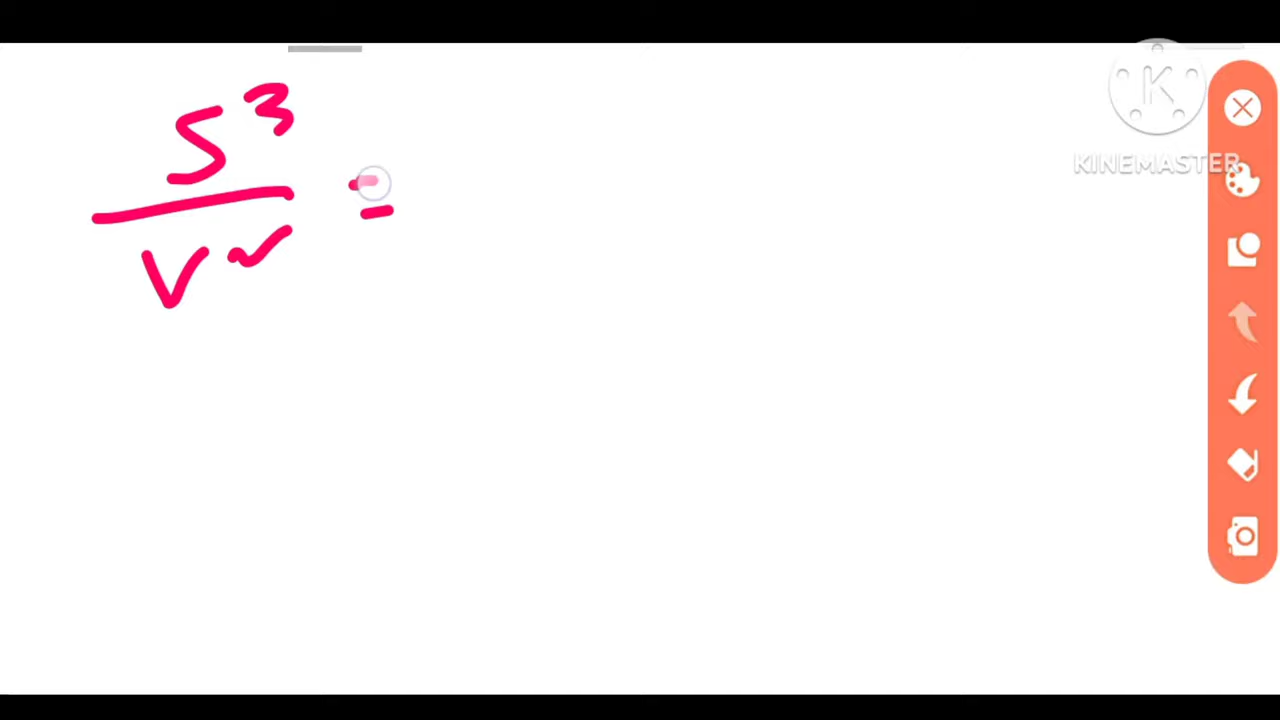 S³
/
V² =
K
KINEMASTER